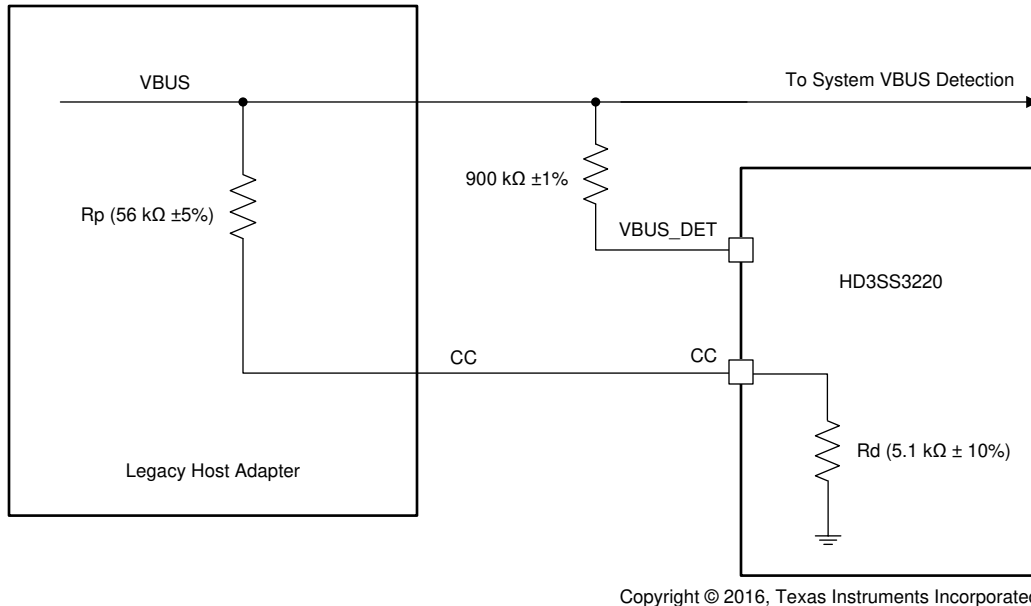 VBUS
To System VBUS Detection
900 kΩ ±1%
Rp (56 kΩ ±5%)
VBUS_DET
HD3SS3220
CC
CC
Rd (5.1 kΩ ± 10%)
Legacy Host Adapter
Copyright © 2016, Texas Instruments Incorporated